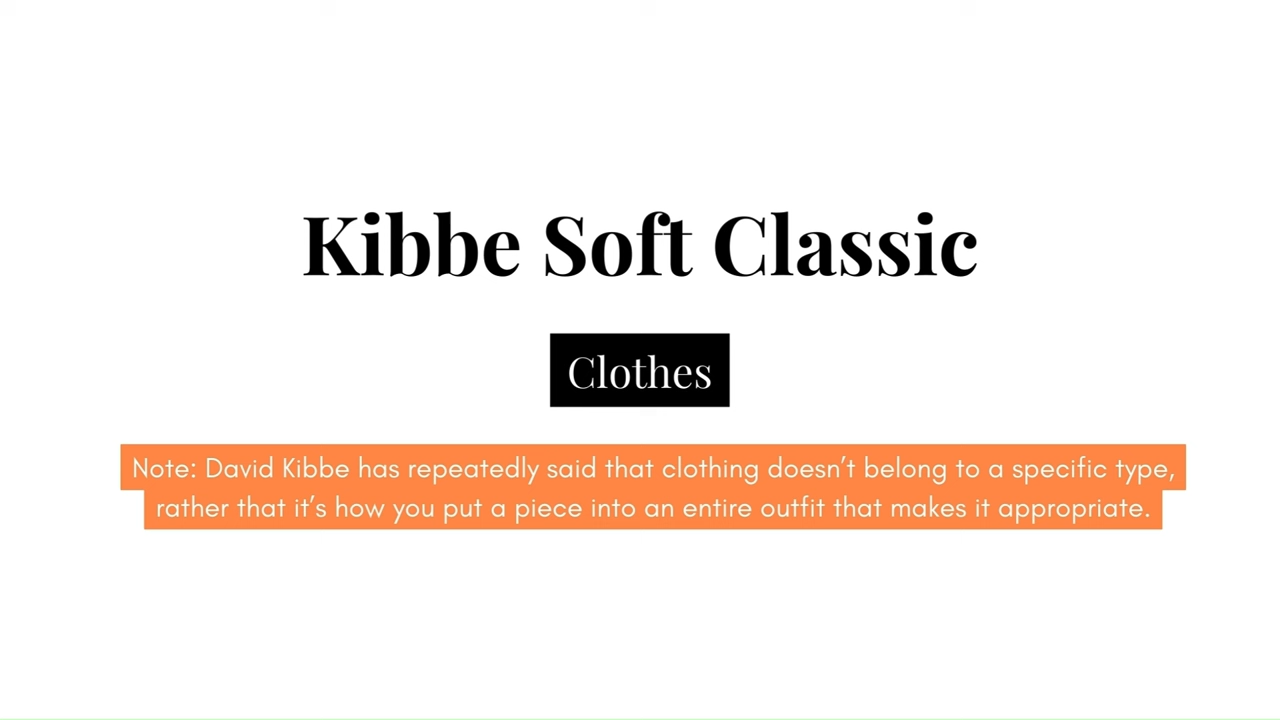 Kibbe Soft Classic
Clothes
Note: David Kibbe has repeatedly said that clothing doesn’t belong to a specific type,
rather that it’s how you put a piece into an entire outfit that makes it appropriate.